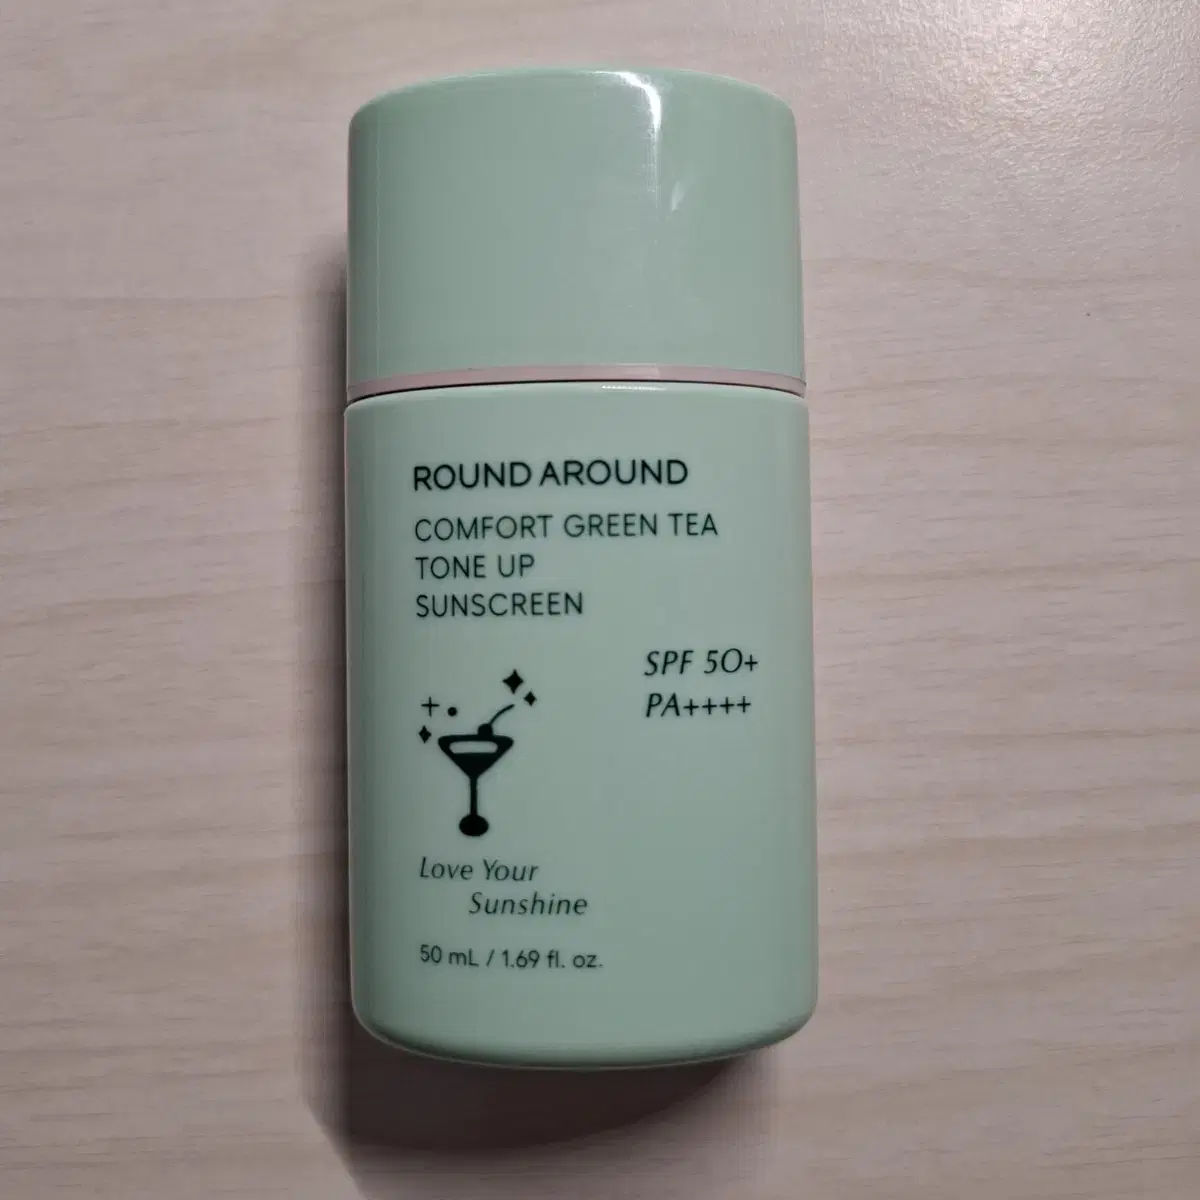 ROUND AROUND
COMFORT GREEN TEA
TONE UP
SUNSCREEN
SPF 50+
PA++++
Love Your
Sunshine
50 mL / 1.69 fl. oz.